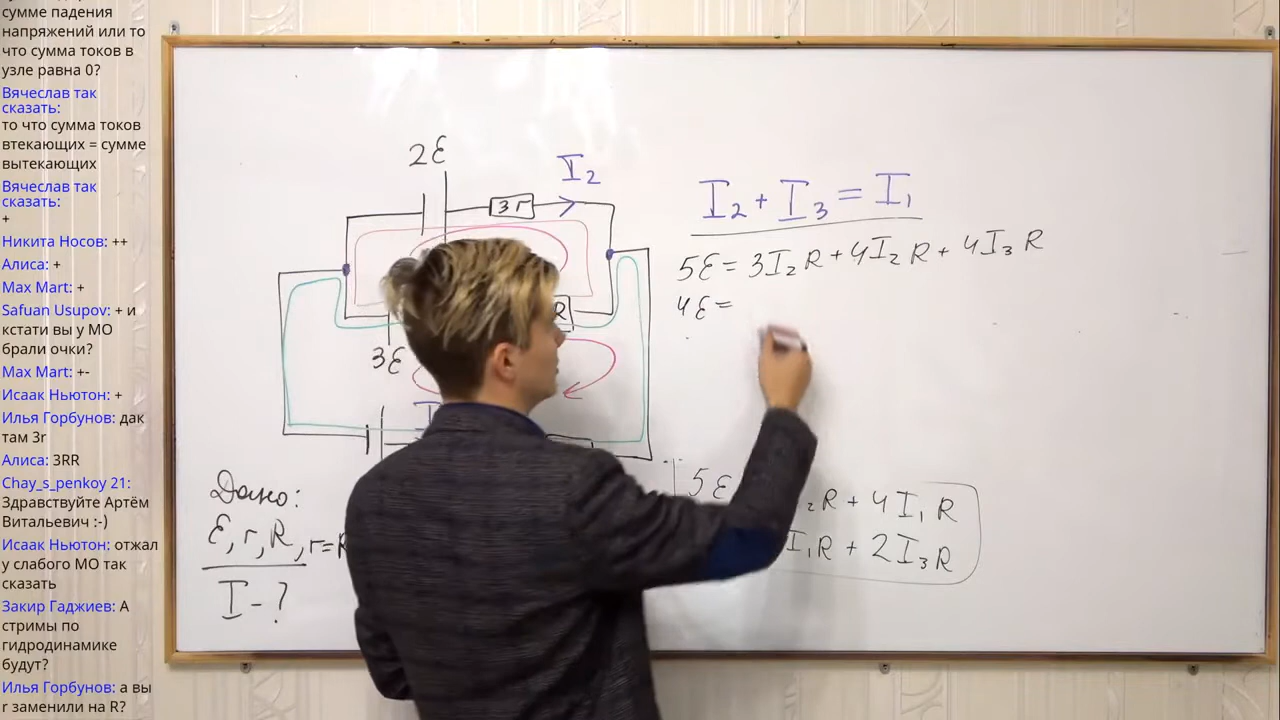 сумме падения
напряжений или то
что сумма токов в
узле равна 0?
Вячеслав так
сказать:
то что сумма токов
втекающих = сумме
вытекающих
Вячеслав так
сказать:
+
Никита Носов: ++
Алиса: +
Max Mart: +
Safuan Usupov: + и
кстати вы у МО
брали очки?
Max Mart: +-
Исаак Ньютон: +
Илья Горбунов: дак
там 3r
Алиса: 3RR
Chay_s_penkoy 21:
Здравствуйте Артём
Витальевич :-)
Исаак Ньютон: отжал
у слабого МО так
сказать
Закир Гаджиев: А
стримы по
гидродинамике
будут?
Илья Горбунов: а вы
r заменили на R?
2ℰ
I₂
3r
R
3ℰ
Дано:
ℰ, r, R, r=R
I-?
I₂ + I₃ = I₁
5ℰ = 3I₂R + 4I₂R + 4I₃R
4ℰ =
5ℰ ₂R + 4I₁R
I₁R + 2I₃R